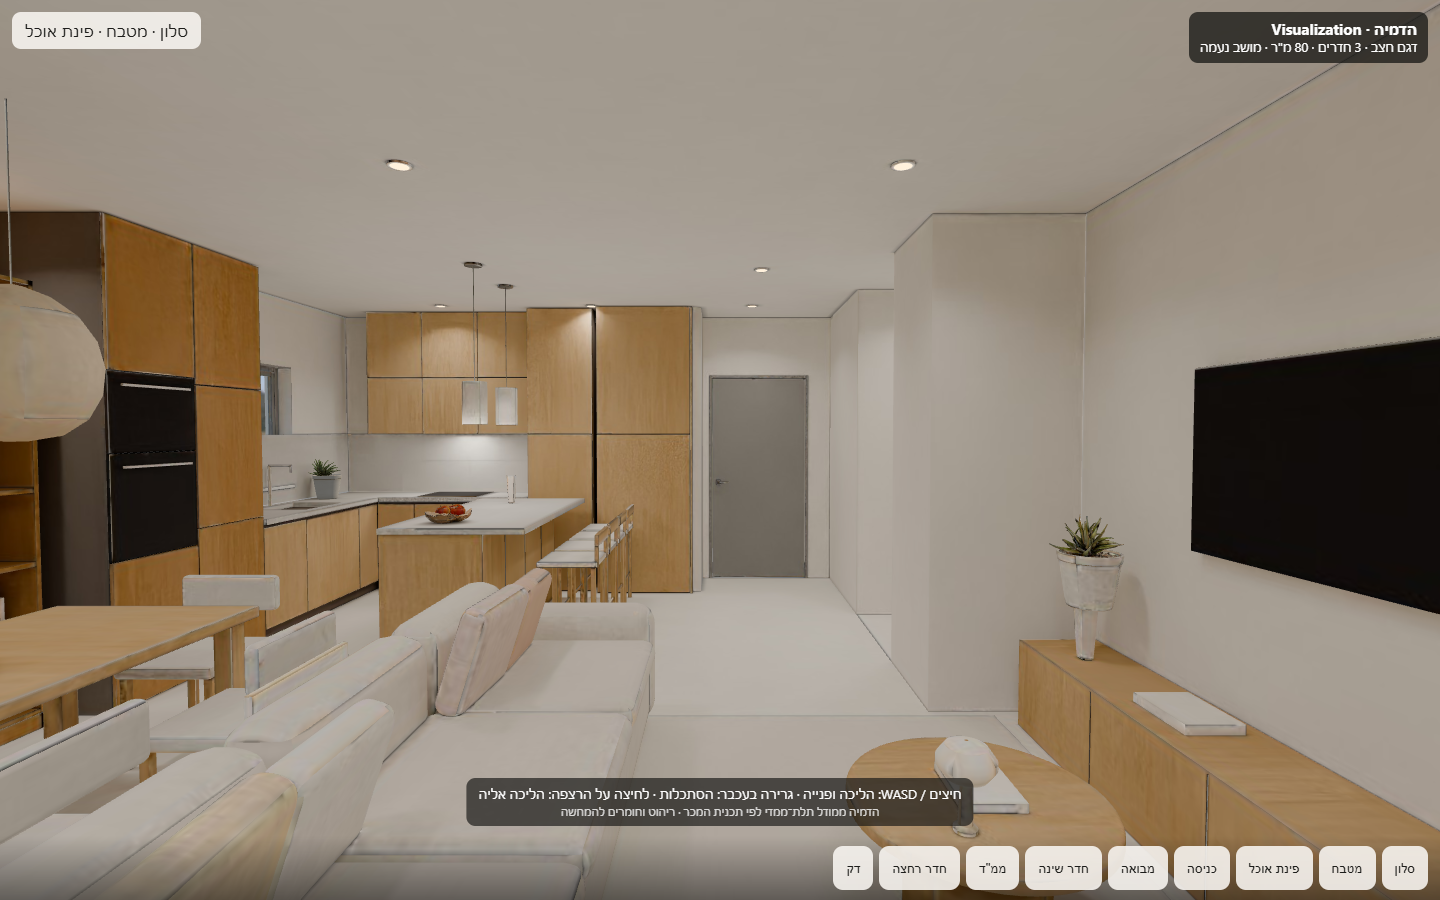 הדמיה · Visualization
דגם חצב · 3 חדרים · 80 מ"ר · מושב נעמה
סלון · מטבח · פינת אוכל
חיצים / WASD: הליכה ופנייה · גרירה בעכבר: הסתכלות · לחיצה על הרצפה: הליכה אליה
הדמיה ממודל תלת־ממדי לפי תכנית המכר · ריהוט וחומרים להמחשה
סלון
מטבח
פינת אוכל
כניסה
מבואה
חדר שינה
ממ"ד
חדר רחצה
דק